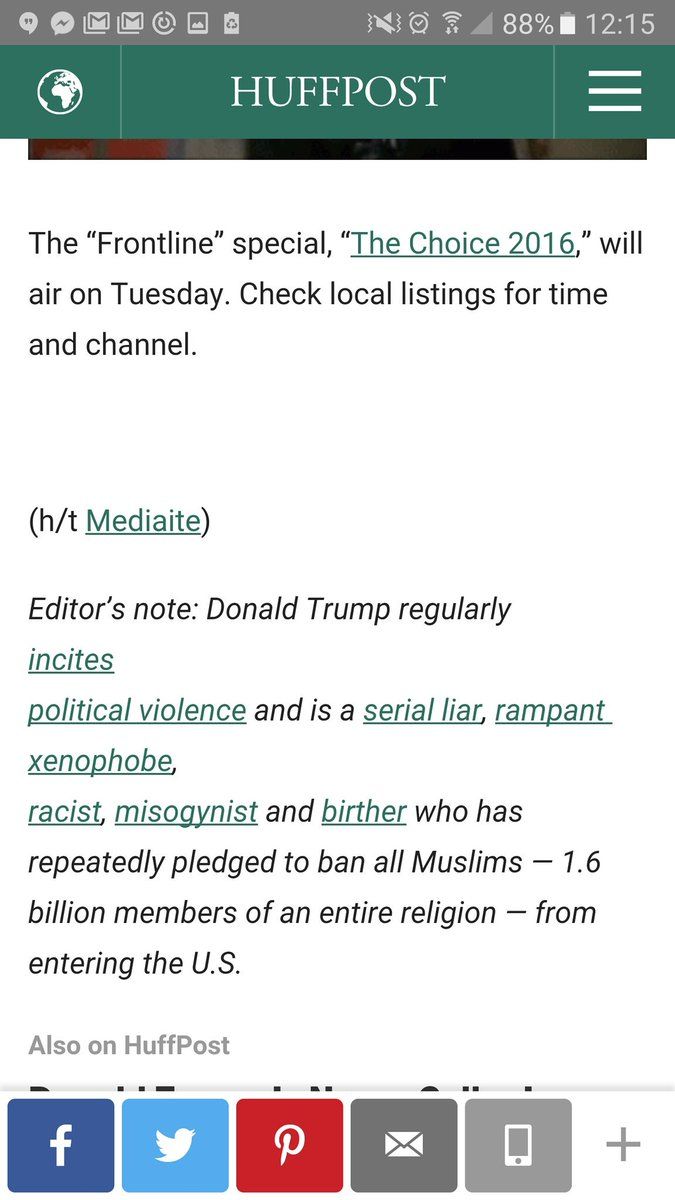 88% 12:15
HUFFPOST
The “Frontline” special, “The Choice 2016,” will
air on Tuesday. Check local listings for time
and channel.
(h/t Mediaite)
Editor’s note: Donald Trump regularly
incites
political violence and is a serial liar, rampant
xenophobe,
racist, misogynist and birther who has
repeatedly pledged to ban all Muslims — 1.6
billion members of an entire religion — from
entering the U.S.
Also on HuffPost